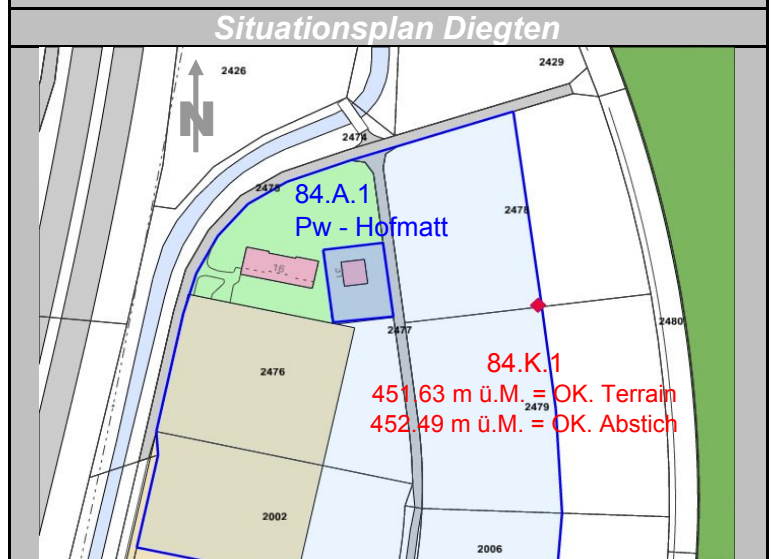 Situationsplan Diegten
2426
2429
N
2474
2475
84.A.1
2478
Pw - Hofmatt
16
2477
2480
84.K.1
2476
451.63 m ü.M. = OK. Terrain
2479
452.49 m ü.M. = OK. Abstich
2002
2006